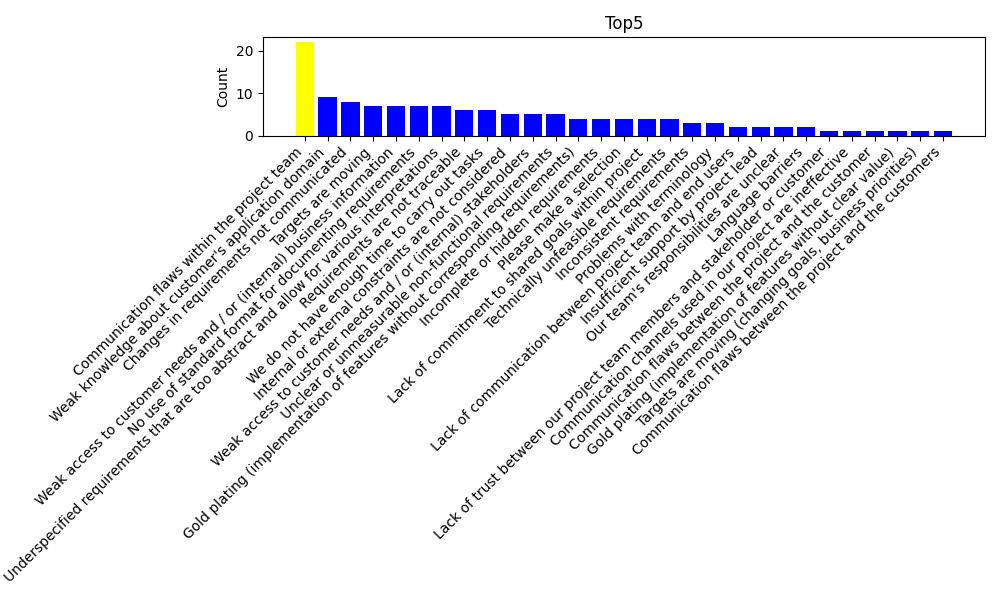 Top5
Count
20
10
0
Communication flaws within the project team
Weak knowledge about customer's application domain
Changes in requirements not communicated
Targets are moving
Weak access to customer needs and / or (internal) business information
No use of standard format for documenting requirements
Underspecified requirements that are too abstract and allow for various interpretations
Requirements are not traceable
We do not have enough time to carry out tasks
Internal or external constraints are not considered
Weak access to customer needs and / or (internal) stakeholders
Unclear or unmeasurable non-functional requirements
Gold plating (implementation of features without corresponding requirements)
Incomplete or hidden requirements
Please make a selection
Lack of commitment to shared goals within project
Technically unfeasible requirements
Inconsistent requirements
Problems with terminology
Lack of communication between project team and end users
Insufficient support by project lead
Our team's responsibilities are unclear
Language barriers
Lack of trust between our project team members and stakeholder or customer
Communication channels used in our project are ineffective
Communication flaws between the project and the customer
Gold plating (implementation of features without clear value)
Targets are moving (changing goals, business priorities)
Communication flaws between the project and the customers